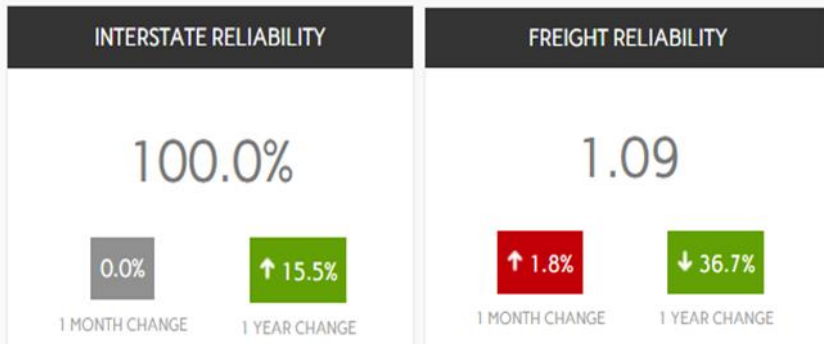 INTERSTATE RELIABILITY
100.0%
0.0%
↑ 15.5%
1 MONTH CHANGE
1 YEAR CHANGE
FREIGHT RELIABILITY
1.09
↑ 1.8%
↓ 36.7%
1 MONTH CHANGE
1 YEAR CHANGE